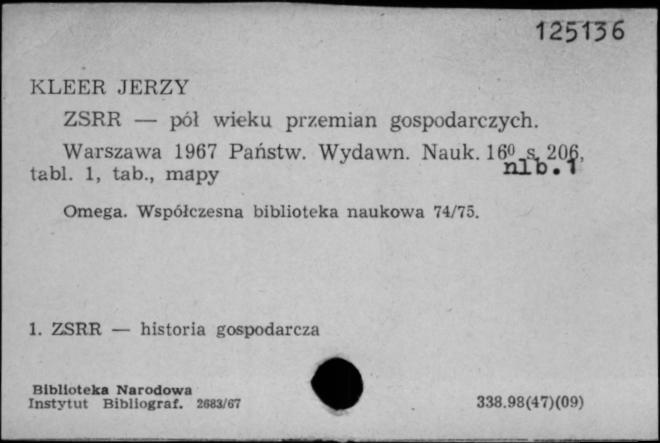 125136
KLEER JERZY
ZSRR — pół wieku przemian gospodarczych.
Warszawa 1967 Państw. Wydawn. Nauk. 16⁰ s. 206,
nlb.1
tabl. 1, tab., mapy
Omega. Współczesna biblioteka naukowa 74/75.
1. ZSRR — historia gospodarcza
Biblioteka Narodowa
Instytut Bibliograf. 2683/67
338.98(47)(09)